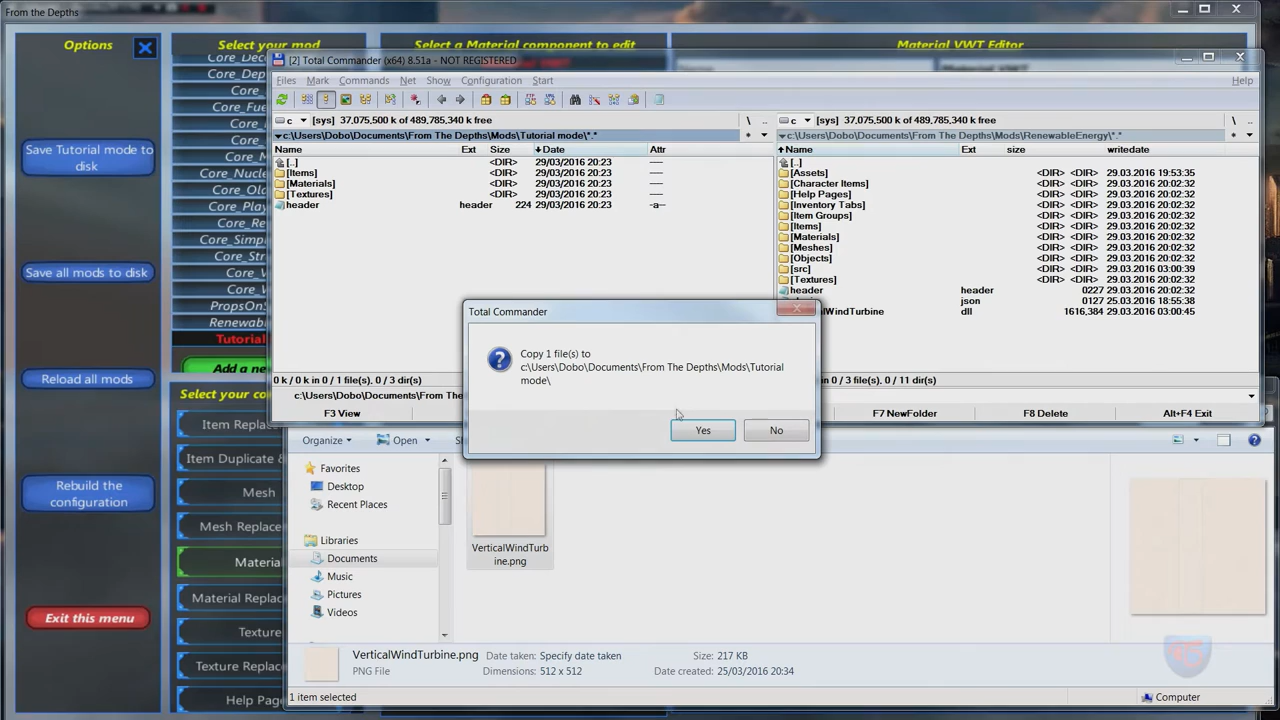 From the Depths
Options
Select your mod
Select a Material component to edit
Material VWT Editor
Save Tutorial mode to
disk
Save all mods to disk
Reload all mods
Rebuild the
configuration
Exit this menu
Core_Dec
Core_Dep
Core_Fue
Core_
Core_M
Core_Nucle
Core_Ol
Core_Play
Core_Re
Core_Simp
Core_Str
Core_V
Core_W
PropsOnS
Renewab
Tutorial
Add a ne
Select your co
Item Replac
Item Duplicate &
Mesh
Mesh Replace
Material
Material Replac
Texture
Texture Replac
Help Pag
[2] Total Commander (x64) 8.51a - NOT REGISTERED
Files Mark Commands Net Show Configuration Start Help
c [sys] 37,075,500 k of 489,785,340 k free \ ..
c [sys] 37,075,500 k of 489,785,340 k free \ ..
c:\Users\Dobo\Documents\From The Depths\Mods\Tutorial mode\*.* *
c:\Users\Dobo\Documents\From The Depths\Mods\RenewableEnergy\*.* *
Name Ext Size Date Attr
[..] <DIR> 29/03/2016 20:23 ----
[Items] <DIR> 29/03/2016 20:23 ----
[Materials] <DIR> 29/03/2016 20:23 ----
[Textures] <DIR> 29/03/2016 20:23 ----
header header 224 29/03/2016 20:23 -a--
Name Ext size writedate
[..]
[Assets] <DIR> <DIR> 29.03.2016 19:53:35
[Character Items] <DIR> <DIR> 29.03.2016 20:02:32
[Help Pages] <DIR> <DIR> 29.03.2016 20:02:32
[Inventory Tabs] <DIR> <DIR> 29.03.2016 20:02:32
[Item Groups] <DIR> <DIR> 29.03.2016 20:02:32
[Items] <DIR> <DIR> 29.03.2016 20:02:32
[Materials] <DIR> <DIR> 29.03.2016 20:02:32
[Meshes] <DIR> <DIR> 29.03.2016 20:02:32
[Objects] <DIR> <DIR> 29.03.2016 20:02:32
[src] <DIR> <DIR> 29.03.2016 03:00:39
[Textures] <DIR> <DIR> 29.03.2016 20:02:32
header header 0227 29.03.2016 20:02:32
json 0127 25.03.2016 18:55:38
alWindTurbine dll 1616,384 29.03.2016 03:00:45
0 k / 0 k in 0 / 1 file(s), 0 / 3 dir(s)
in 0 / 3 file(s), 0 / 11 dir(s)
c:\Users\Dobo\Documents\From The
F3 View
F7 NewFolder
F8 Delete
Alt+F4 Exit
Total Commander
Copy 1 file(s) to
c:\Users\Dobo\Documents\From The Depths\Mods\Tutorial
mode\
Yes
No
Organize
Open
Favorites
Desktop
Recent Places
Libraries
Documents
Music
Pictures
Videos
VerticalWindTurb
ine.png
VerticalWindTurbine.png Date taken: Specify date taken Size: 217 KB
PNG File Dimensions: 512 x 512 Date created: 25/03/2016 20:34
1 item selected
Computer